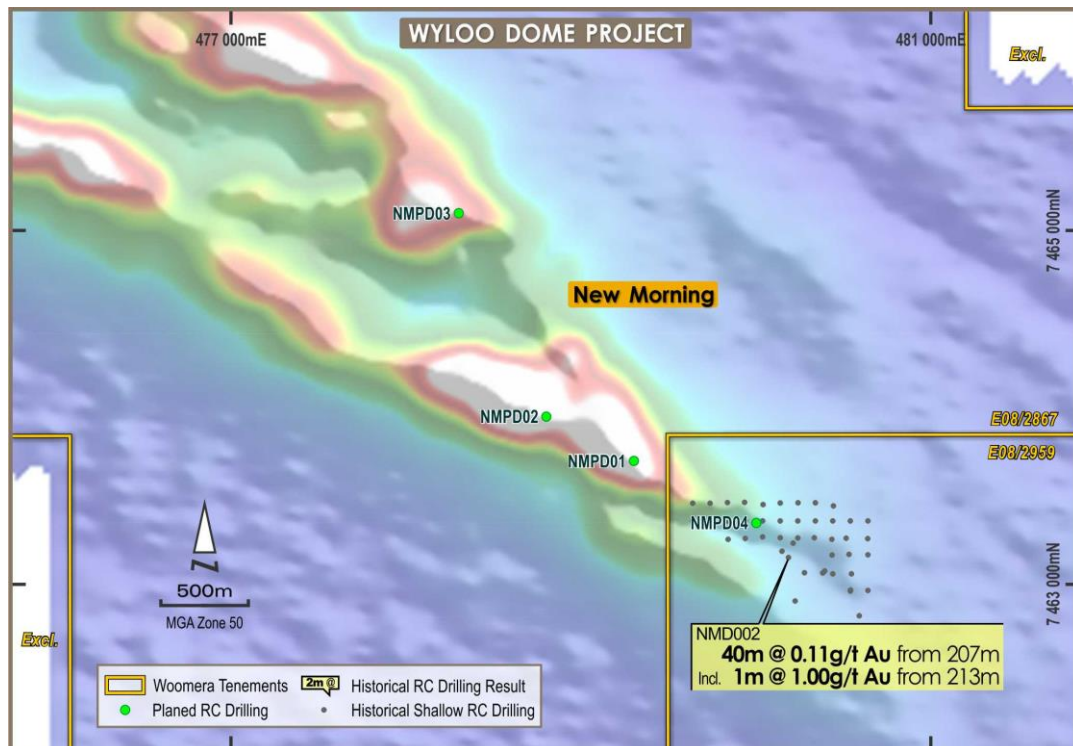 WYLOO DOME PROJECT
477 000mE
481 000mE
Excl.
NMPD03
7 465 000mN
New Morning
NMPD02
E08/2867
E08/2959
NMPD01
NMPD04
N
500m
MGA Zone 50
7 463 000mN
Excl.
NMD002
40m @ 0.11g/t Au from 207m
Incl. 1m @ 1.00g/t Au from 213m
Woomera Tenements
2m @
Historical RC Drilling Result
Planed RC Drilling
Historical Shallow RC Drilling